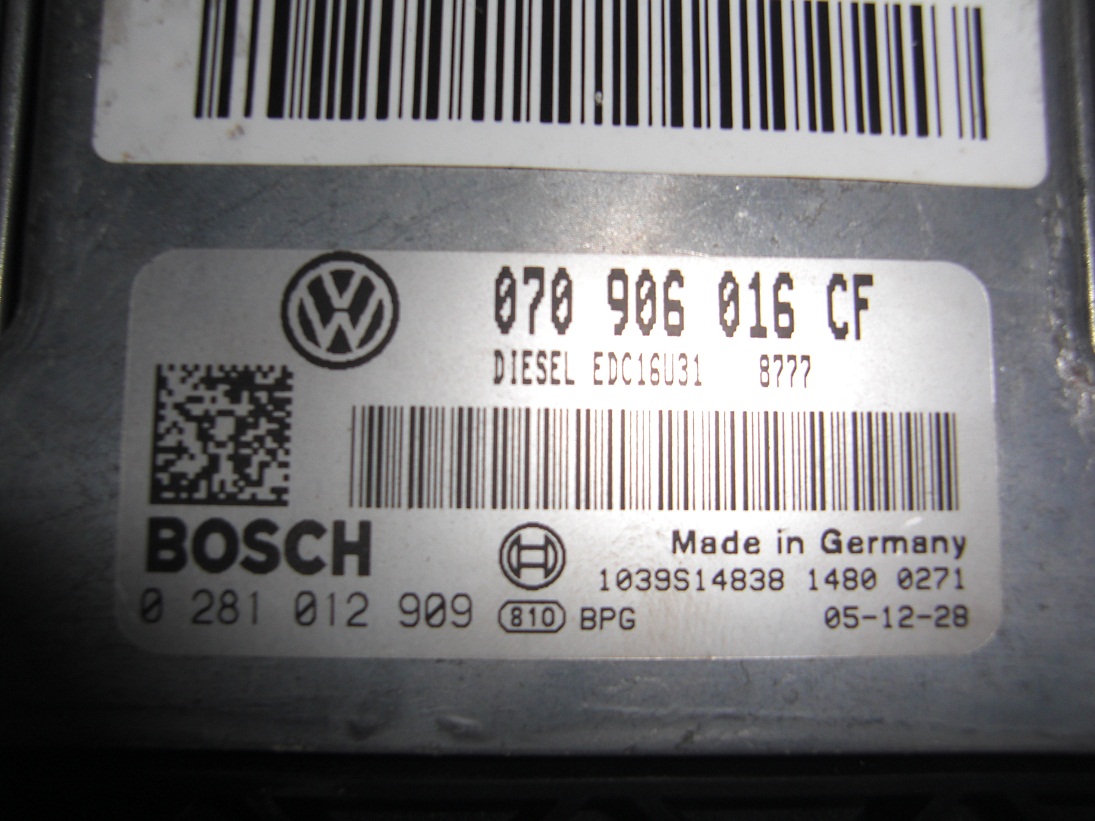 070 906 016 CF
DIESEL EDC16U31 8777
BOSCH
Made in Germany
1039S14838 1480 0271
0 281 012 909 810 BPG 05-12-28